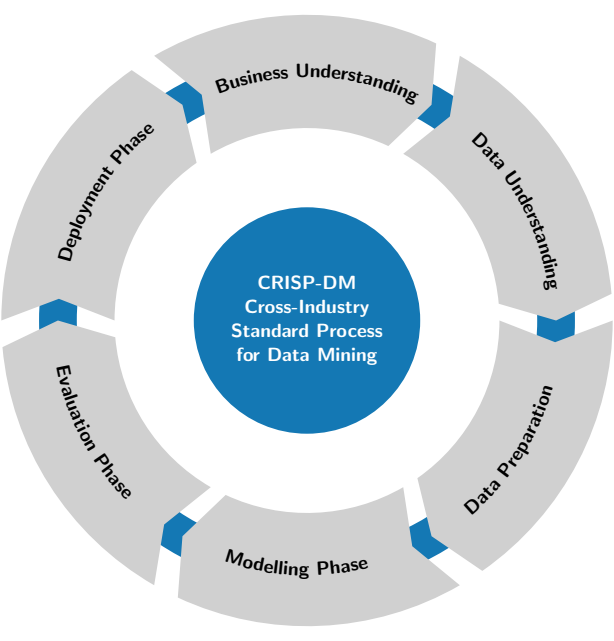 Business Understanding
Data Understanding
Data Preparation
Modelling Phase
Evaluation Phase
Deployment Phase
CRISP-DM
Cross-Industry
Standard Process
for Data Mining